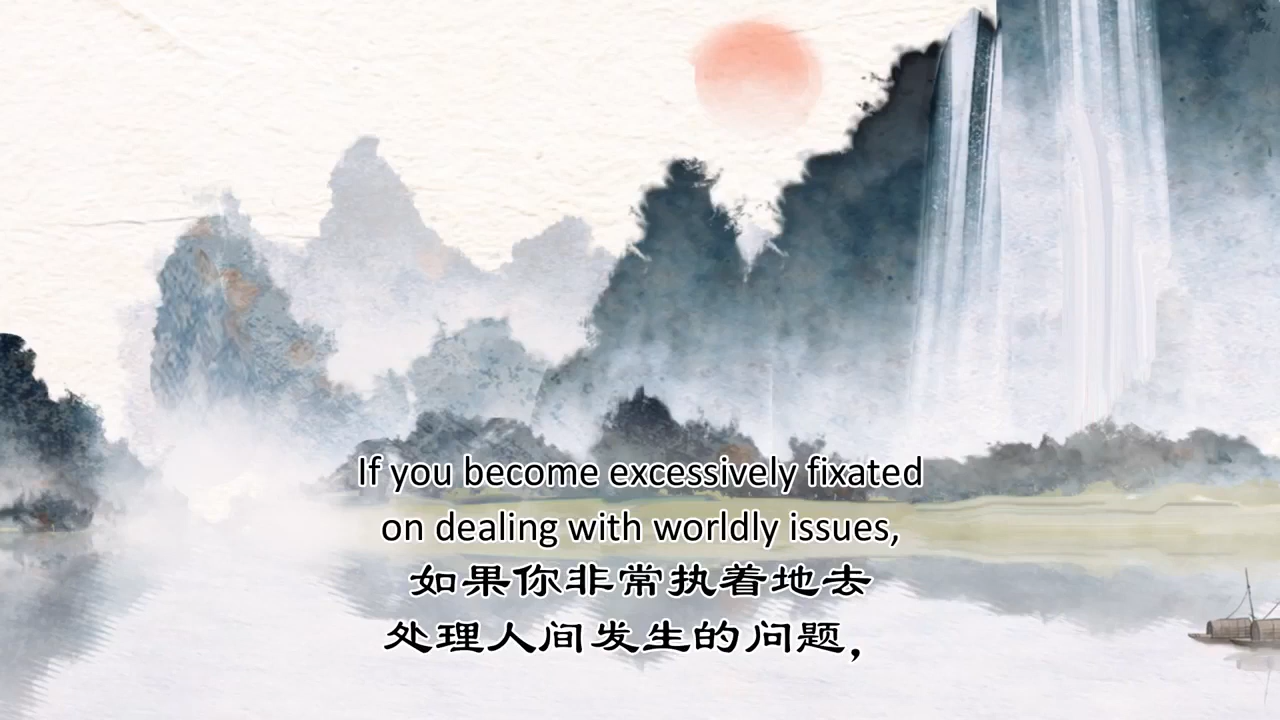 If you become excessively fixated
on dealing with worldly issues,
如果你非常执着地去
处理人间发生的问题，